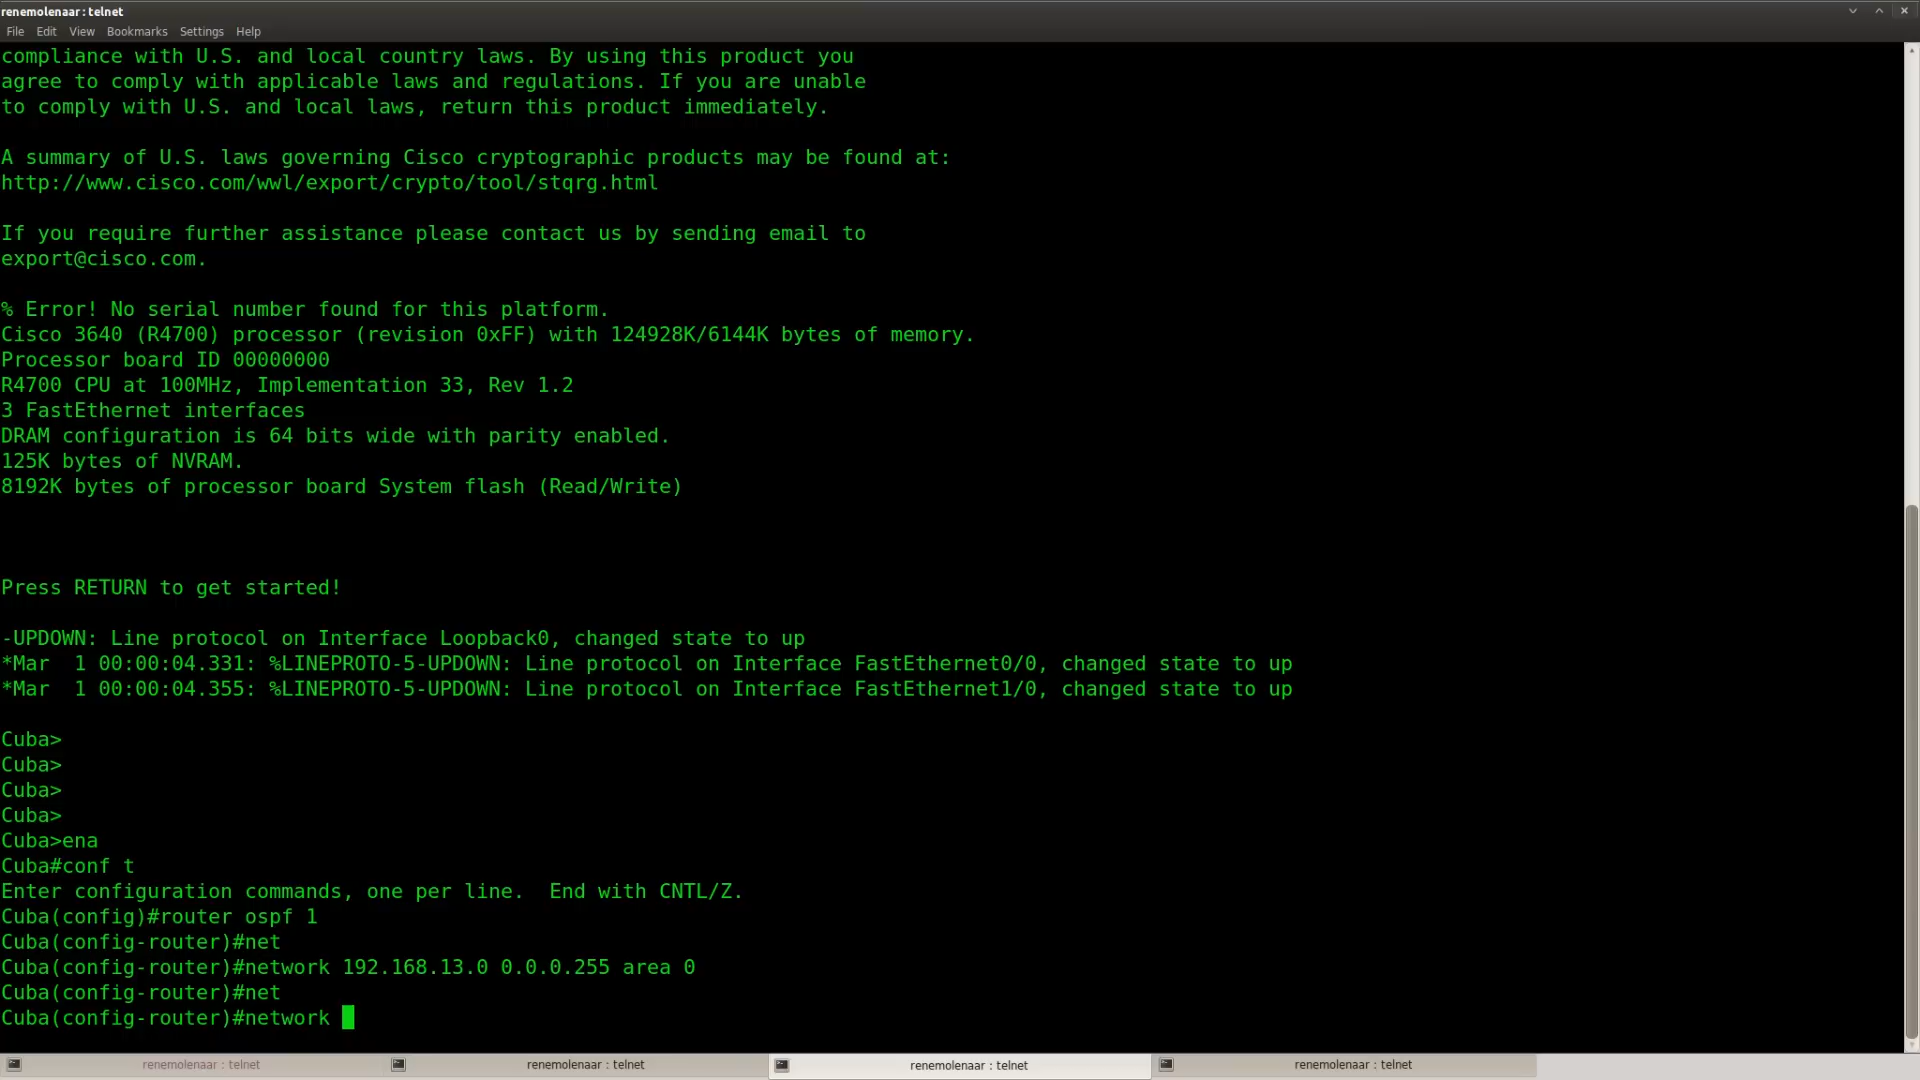 renemolenaar : telnet
File Edit View Bookmarks Settings Help
compliance with U.S. and local country laws. By using this product you
agree to comply with applicable laws and regulations. If you are unable
to comply with U.S. and local laws, return this product immediately.
A summary of U.S. laws governing Cisco cryptographic products may be found at:
http://www.cisco.com/wwl/export/crypto/tool/stqrg.html
If you require further assistance please contact us by sending email to
export@cisco.com.
% Error! No serial number found for this platform.
Cisco 3640 (R4700) processor (revision 0xFF) with 124928K/6144K bytes of memory.
Processor board ID 00000000
R4700 CPU at 100MHz, Implementation 33, Rev 1.2
3 FastEthernet interfaces
DRAM configuration is 64 bits wide with parity enabled.
125K bytes of NVRAM.
8192K bytes of processor board System flash (Read/Write)
Press RETURN to get started!
-UPDOWN: Line protocol on Interface Loopback0, changed state to up
*Mar  1 00:00:04.331: %LINEPROTO-5-UPDOWN: Line protocol on Interface FastEthernet0/0, changed state to up
*Mar  1 00:00:04.355: %LINEPROTO-5-UPDOWN: Line protocol on Interface FastEthernet1/0, changed state to up
Cuba>
Cuba>
Cuba>
Cuba>
Cuba>ena
Cuba#conf t
Enter configuration commands, one per line.  End with CNTL/Z.
Cuba(config)#router ospf 1
Cuba(config-router)#net
Cuba(config-router)#network 192.168.13.0 0.0.0.255 area 0
Cuba(config-router)#net
Cuba(config-router)#network
renemolenaar : telnet renemolenaar : telnet renemolenaar : telnet renemolenaar : telnet